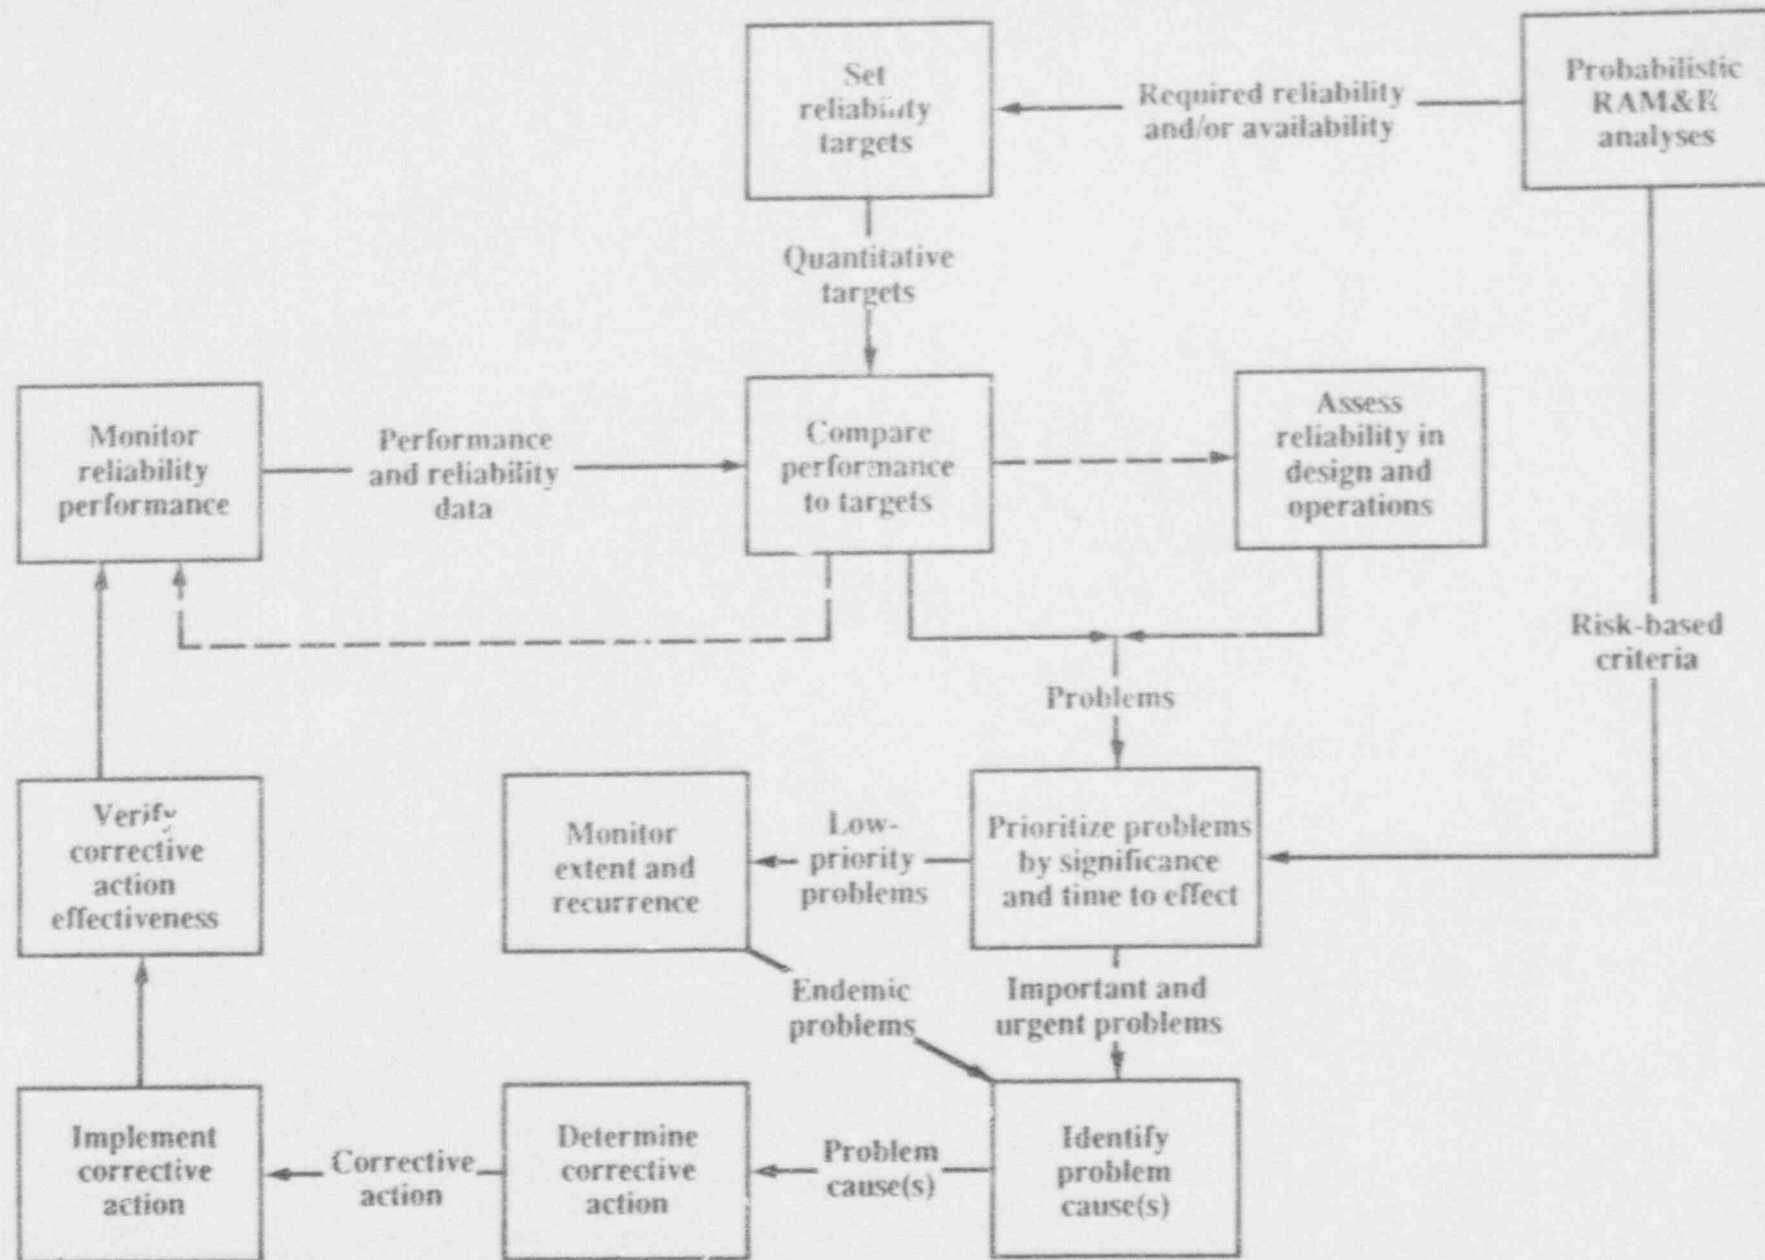 Set
reliability
targets
Required reliability
and/or availability
Probabilistic
RAM&R
analyses
Quantitative
targets
Monitor
reliability
performance
Performance
and reliability
data
Compare
performance
to targets
Assess
reliability in
design and
operations
Risk-based
criteria
Problems
Verify
corrective
action
effectiveness
Monitor
extent and
recurrence
Low-
priority
problems
Prioritize problems
by significance
and time to effect
Endemic
problems
Important and
urgent problems
Implement
corrective
action
Corrective
action
Determine
corrective
action
Problem
cause(s)
Identify
problem
cause(s)